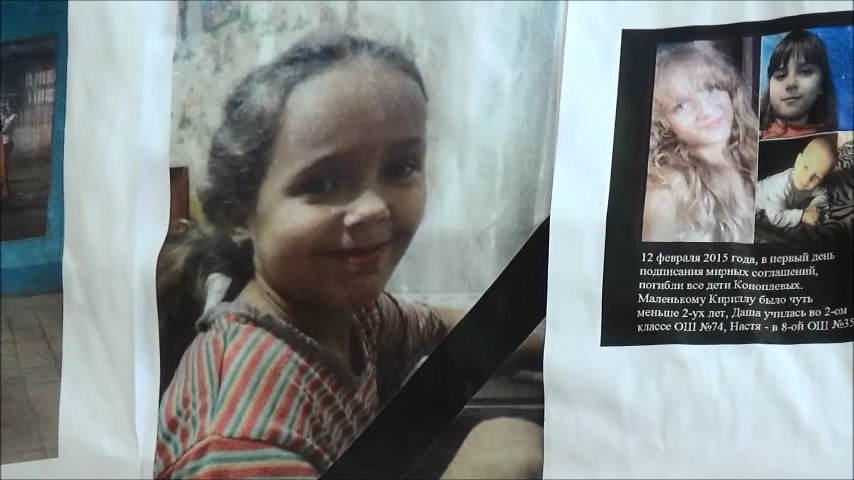 12 февраля 2015 года, в первый день
подписания мирных соглашений,
погибли все дети Коноплевых.
Маленькому Кириллу было чуть
меньше 2-ух лет, Даша училась во 2-ом
классе ОШ №74, Настя - в 8-ой ОШ №35